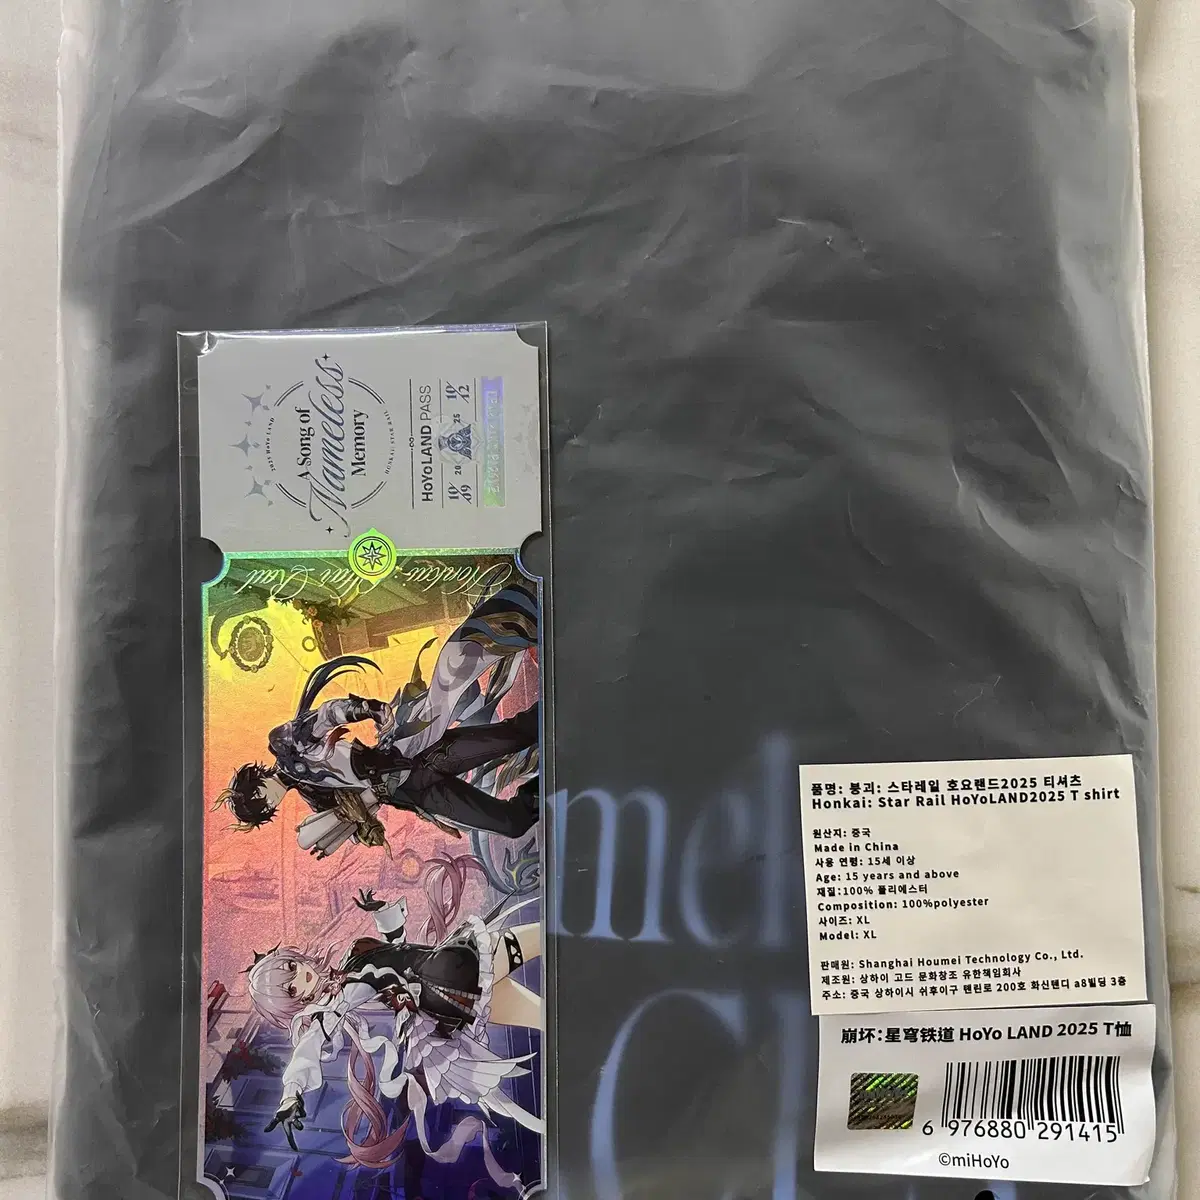 2025 HoYo LAND
A Song of
Nameless
Memory
HONKAI: STAR RAIL
HoYoLAND PASS
10/09
20 25
10/12
Honkai: Star Rail
mel
Cl
품명: 붕괴: 스타레일 호요랜드2025 티셔츠
Honkai: Star Rail HoYoLAND2025 T shirt
원산지: 중국
Made in China
사용 연령: 15세 이상
Age: 15 years and above
재질:100% 폴리에스터
Composition: 100%polyester
사이즈: XL
Model: XL
판매원: Shanghai Houmei Technology Co., Ltd.
제조원: 상하이 고드 문화창조 유한책임회사
주소: 중국 상하이시 쉬후이구 톈린로 200호 화신톈디 a8빌딩 3층
崩坏:星穹铁道 HoYo LAND 2025 T恤
6 976880 291415
©miHoYo